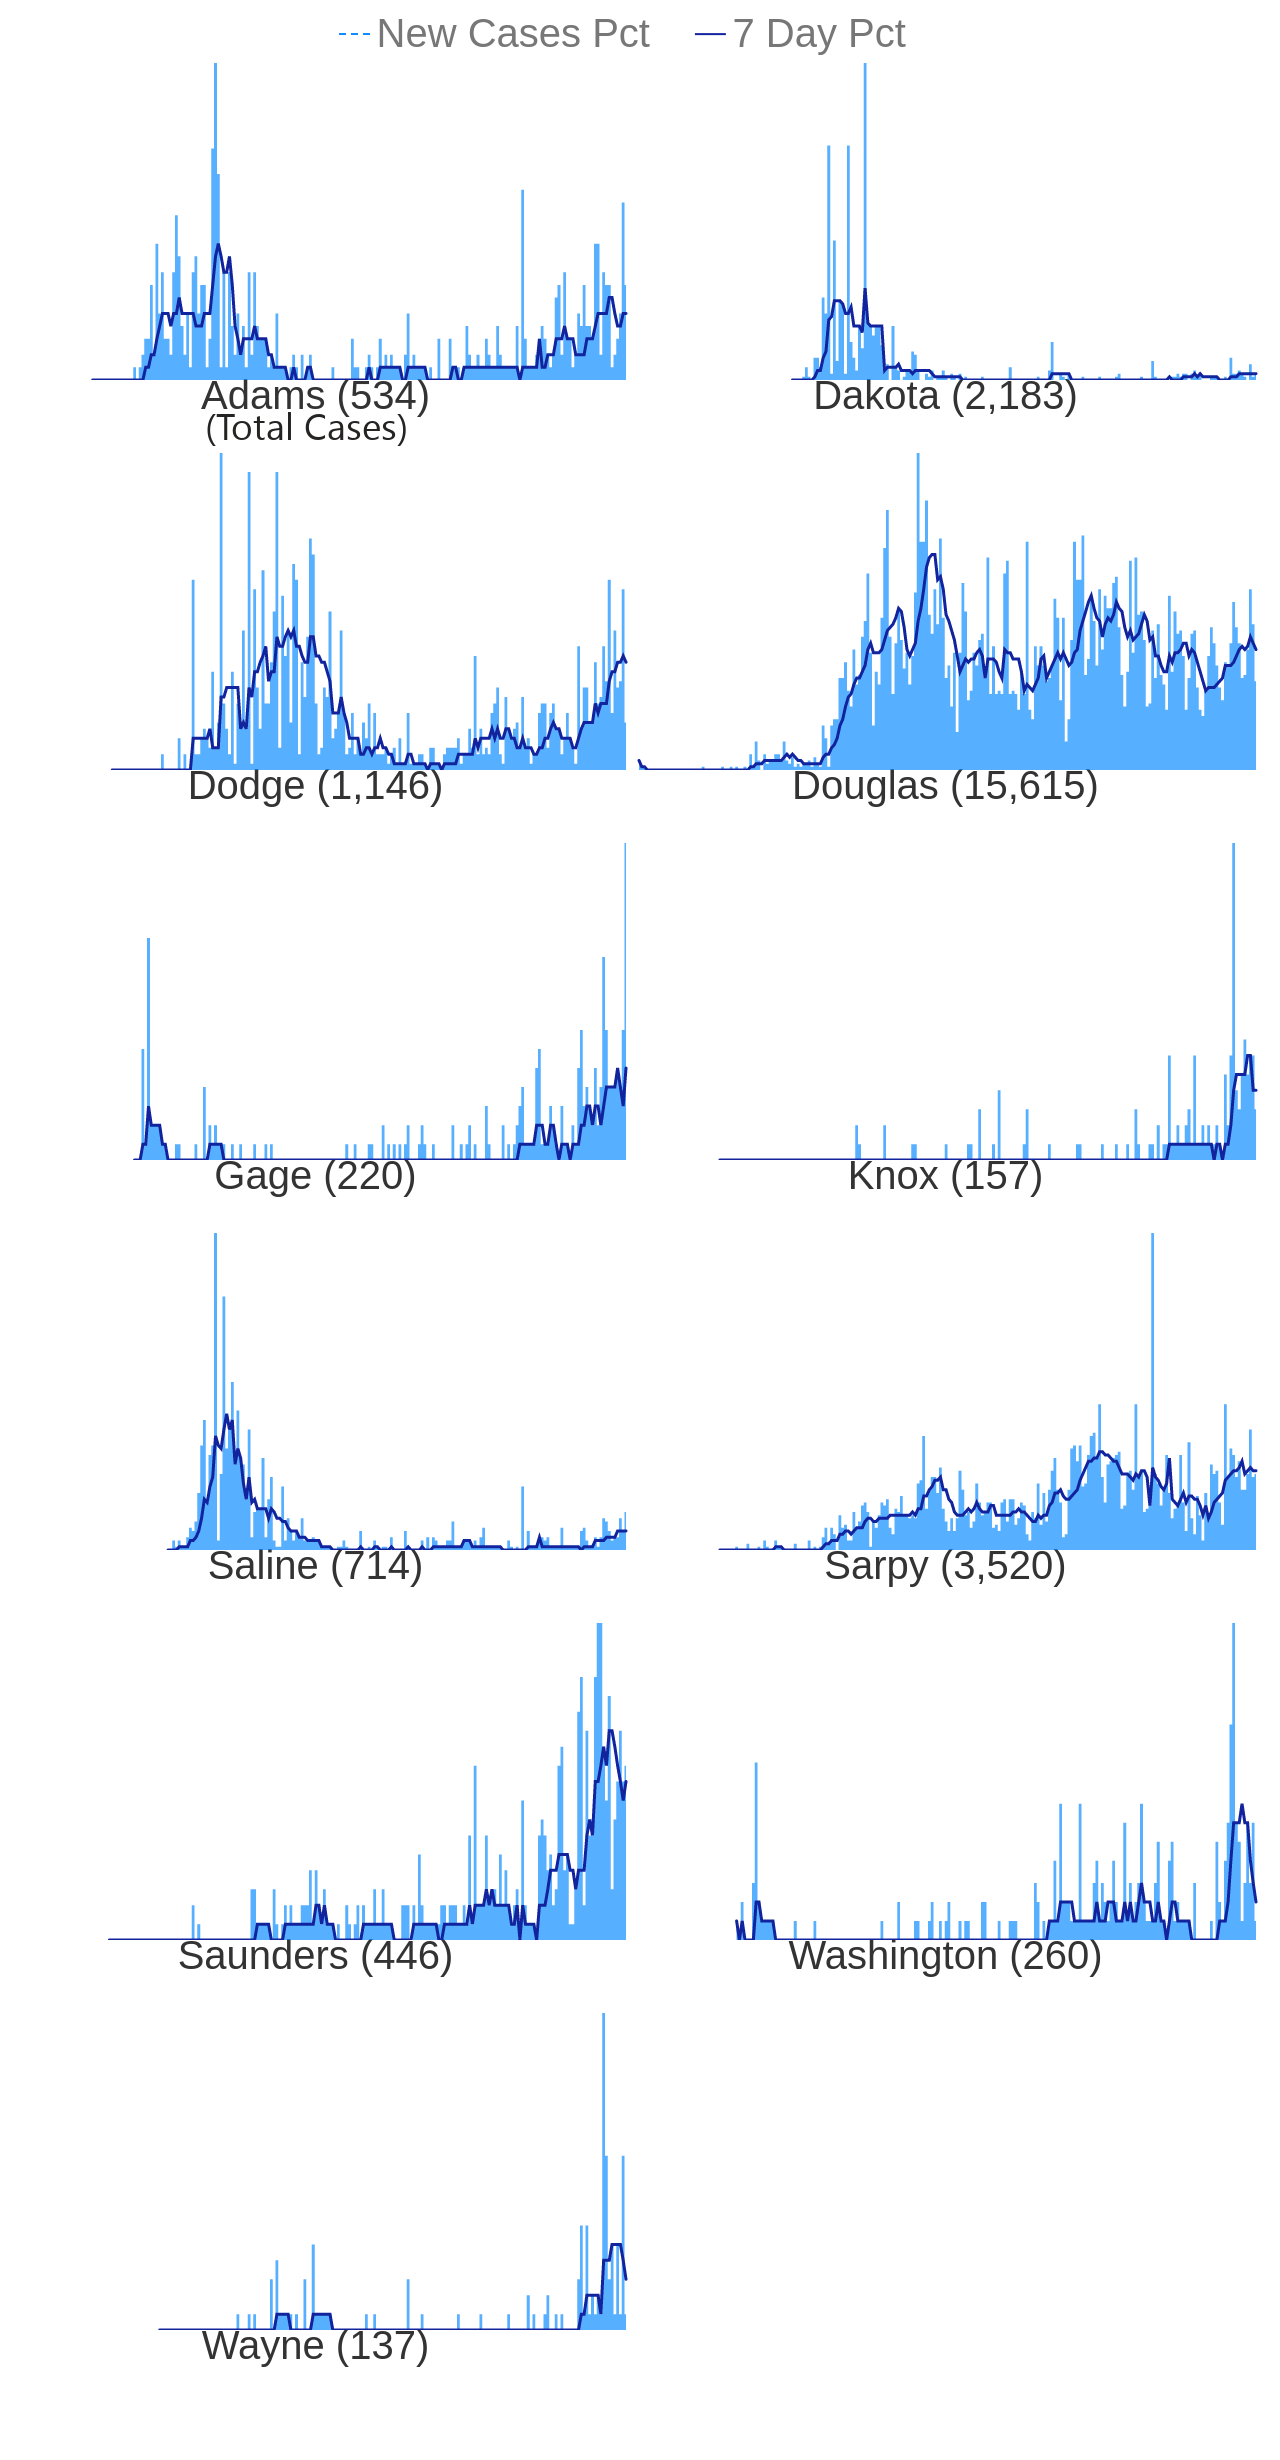 New Cases Pct 7 Day Pct
Adams (534) Dakota (2,183)
(Total Cases)
Dodge (1,146) Douglas (15,615)
Gage (220) Knox (157)
Saline (714) Sarpy (3,520)
Saunders (446) Washington (260)
Wayne (137)